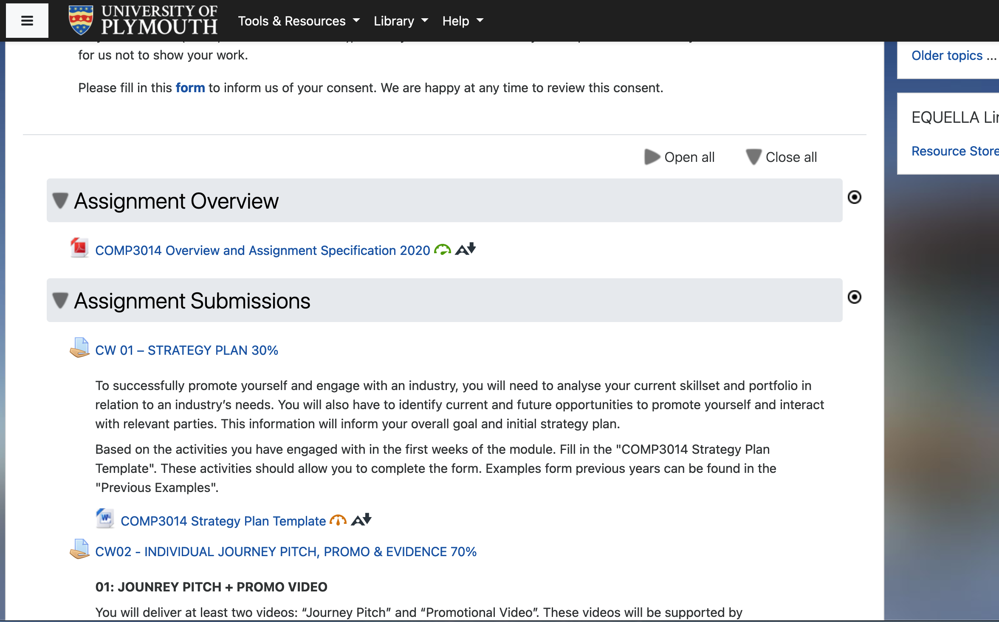 UNIVERSITY OF
PLYMOUTH
Tools & Resources
Library
Help
for us not to show your work.
Please fill in this form to inform us of your consent. We are happy at any time to review this consent.
Older topics ...
EQUELLA
Resource Store
Open all
Close all
Assignment Overview
COMP3014 Overview and Assignment Specification 2020
Assignment Submissions
CW 01 – STRATEGY PLAN 30%
To successfully promote yourself and engage with an industry, you will need to analyse your current skillset and portfolio in
relation to an industry’s needs. You will also have to identify current and future opportunities to promote yourself and interact
with relevant parties. This information will inform your overall goal and initial strategy plan.
Based on the activities you have engaged with in the first weeks of the module. Fill in the "COMP3014 Strategy Plan
Template". These activities should allow you to complete the form. Examples form previous years can be found in the
"Previous Examples".
COMP3014 Strategy Plan Template
CW02 - INDIVIDUAL JOURNEY PITCH, PROMO & EVIDENCE 70%
01: JOUNREY PITCH + PROMO VIDEO
You will deliver at least two videos: “Journey Pitch” and “Promotional Video”. These videos will be supported by